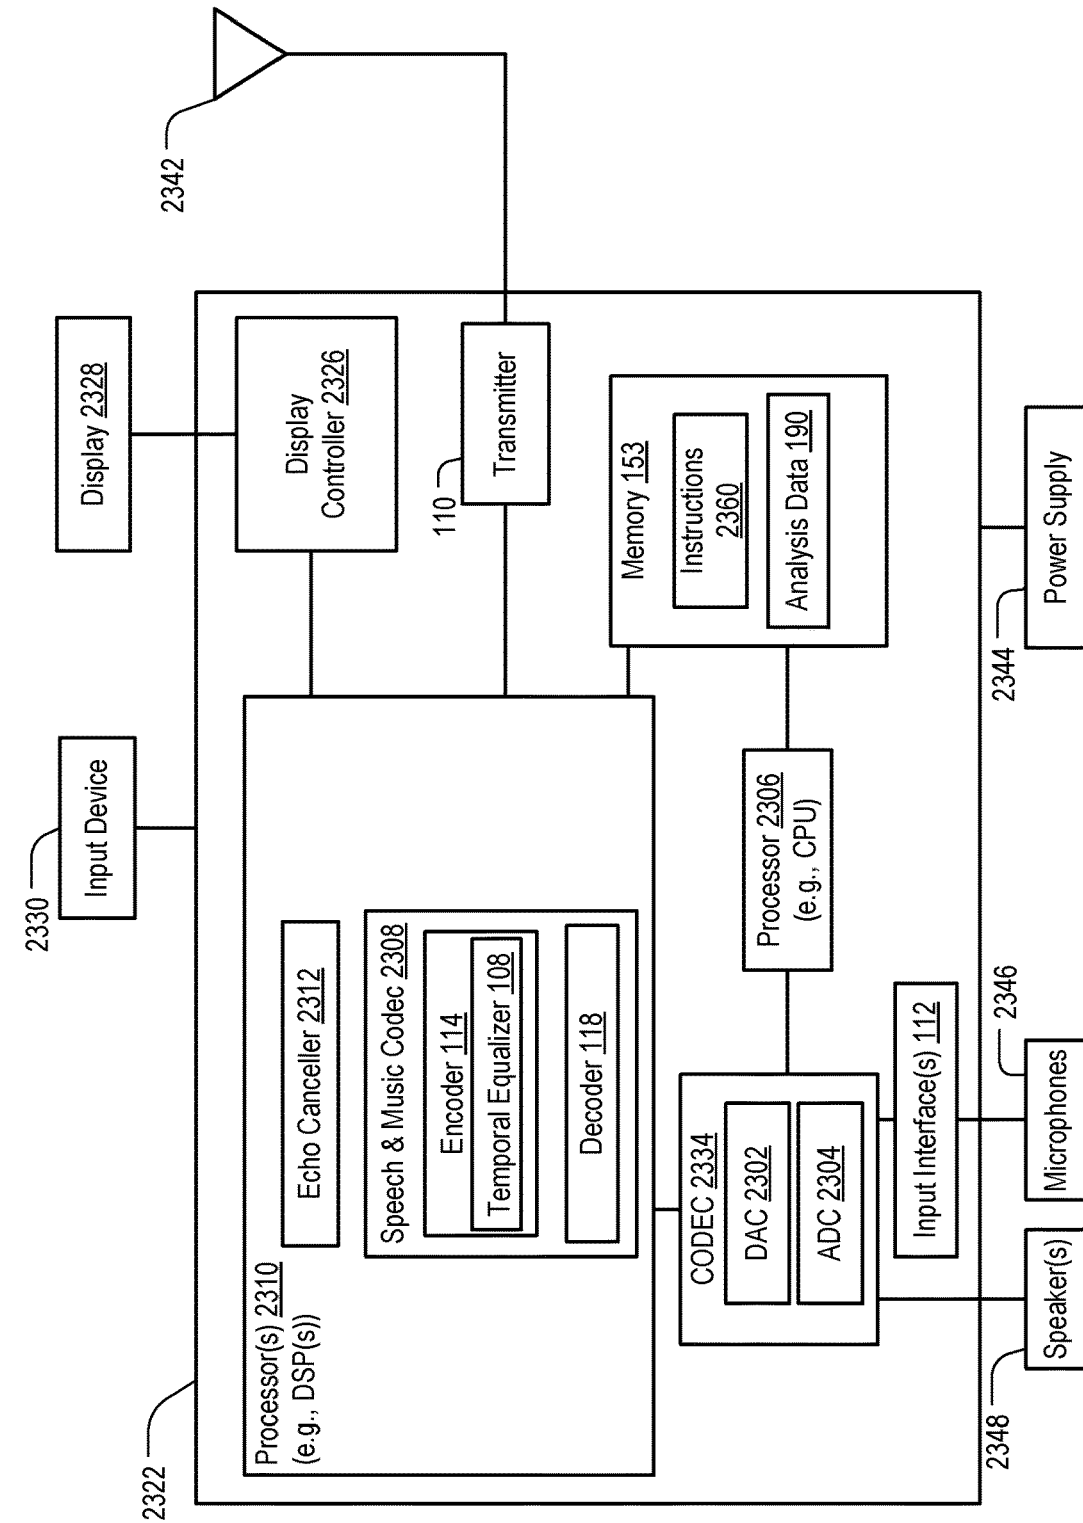 2322
2330
Input Device
Display 2328
2342
Processor(s) 2310
(e.g., DSP(s))
Echo Canceller 2312
Speech & Music Codec 2308
Encoder 114
Temporal Equalizer 108
Decoder 118
Display
Controller 2326
110
Transmitter
CODEC 2334
DAC 2302
ADC 2304
Processor 2306
(e.g., CPU)
Memory 153
Instructions
2360
Analysis Data 190
Input Interface(s) 112
2348
Speaker(s)
2346
Microphones
2344
Power Supply